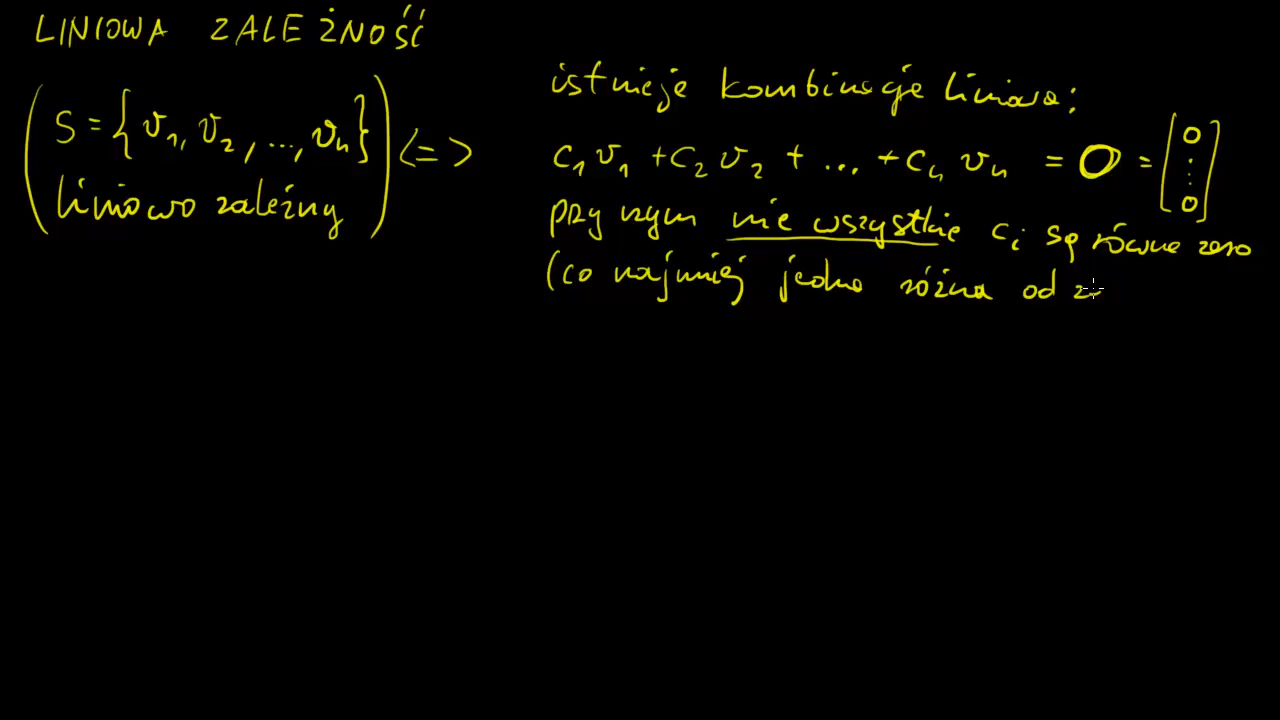 LINIOWA ZALEŻNOŚĆ
(S = {v₁, v₂, ..., vₙ} liniowo zależny) <=>
istnieje kombinacja liniowa:
c₁v₁ + c₂v₂ + ... + cₙvₙ = 0 = [0 ⋮ 0]
przy czym nie wszystkie cᵢ są równe zero
(co najmniej jedna różna od z